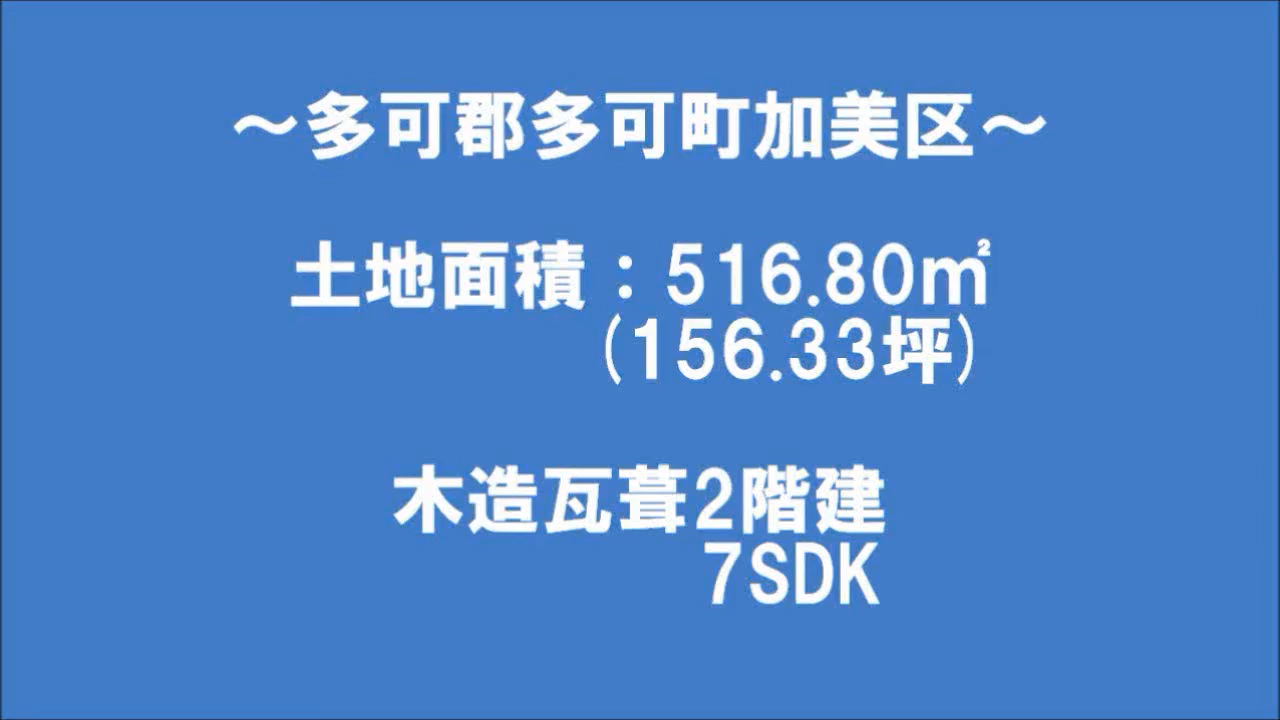 ～多可郡多可町加美区～
土地面積：516.80㎡
(156.33坪)
木造瓦葺2階建
7SDK